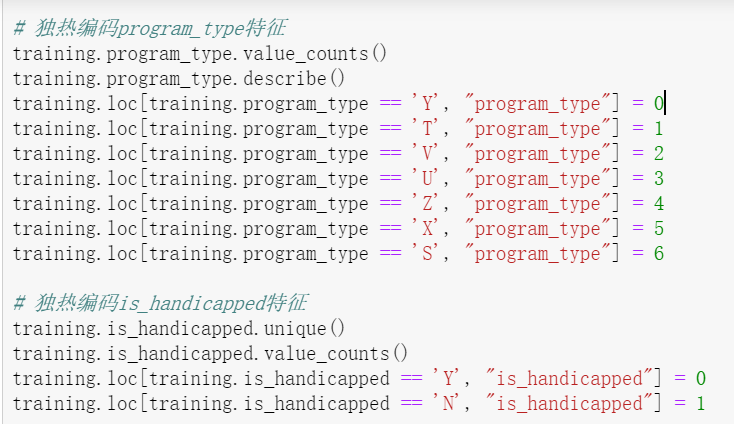 # 独热编码program_type特征
training.program_type.value_counts()
training.program_type.describe()
training.loc[training.program_type == 'Y', "program_type"] = 0
training.loc[training.program_type == 'T', "program_type"] = 1
training.loc[training.program_type == 'V', "program_type"] = 2
training.loc[training.program_type == 'U', "program_type"] = 3
training.loc[training.program_type == 'Z', "program_type"] = 4
training.loc[training.program_type == 'X', "program_type"] = 5
training.loc[training.program_type == 'S', "program_type"] = 6
# 独热编码is_handicapped特征
training.is_handicapped.unique()
training.is_handicapped.value_counts()
training.loc[training.is_handicapped == 'Y', "is_handicapped"] = 0
training.loc[training.is_handicapped == 'N', "is_handicapped"] = 1